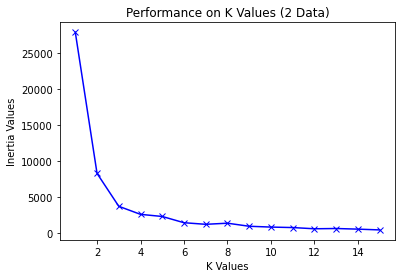 Performance on K Values (2 Data)
25000
20000
15000
10000
5000
0
Inertia Values
2 4 6 8 10 12 14
K Values